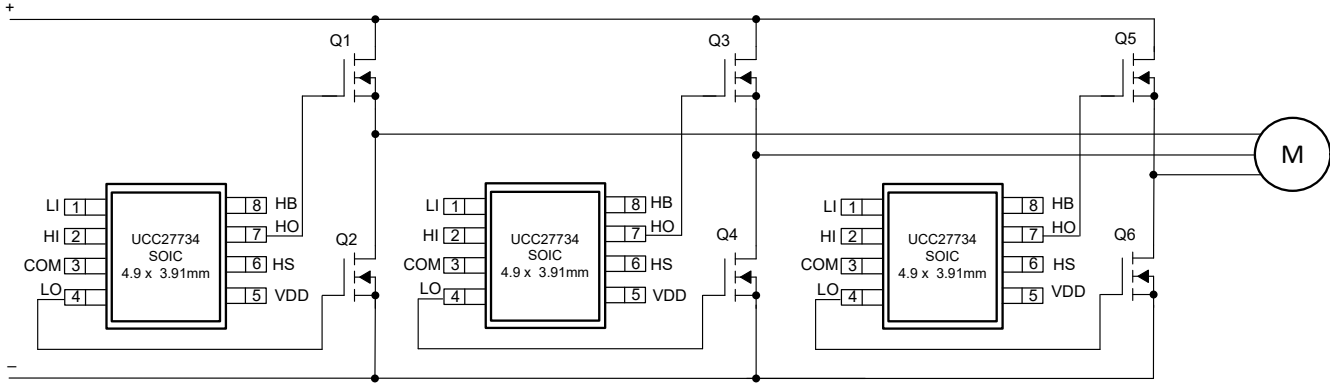 +
Q1
Q3
Q5
M
LI 1
8 HB
HI 2
7 HO
COM 3
6 HS
LO 4
5 VDD
UCC27734
SOIC
4.9 x 3.91mm
Q2
LI 1
8 HB
HI 2
7 HO
COM 3
6 HS
LO 4
5 VDD
UCC27734
SOIC
4.9 x 3.91mm
Q4
LI 1
8 HB
HI 2
7 HO
COM 3
6 HS
LO 4
5 VDD
UCC27734
SOIC
4.9 x 3.91mm
Q6
–